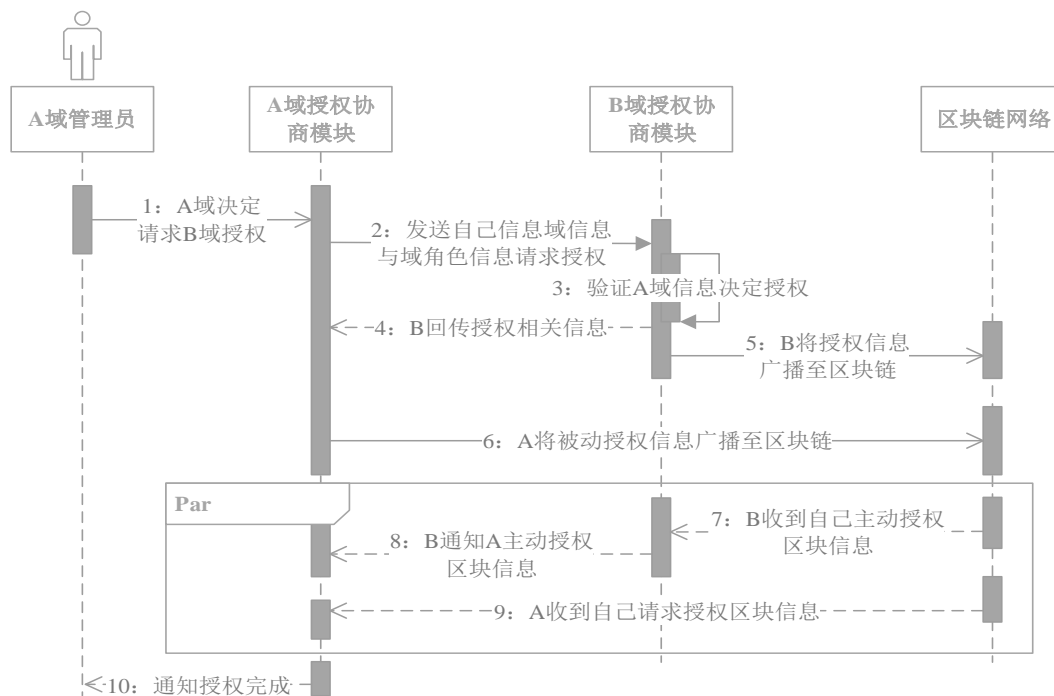 A域管理员
A域授权协
商模块
B域授权协
商模块
区块链网络
1：A域决定
请求B域授权
2：发送自己信息域信息
与域角色信息请求授权
3：验证A域信息决定授权
4：B回传授权相关信息
5：B将授权信息
广播至区块链
6：A将被动授权信息广播至区块链
Par
7：B收到自己主动授权
区块信息
8：B通知A主动授权
区块信息
9：A收到自己请求授权区块信息
10：通知授权完成